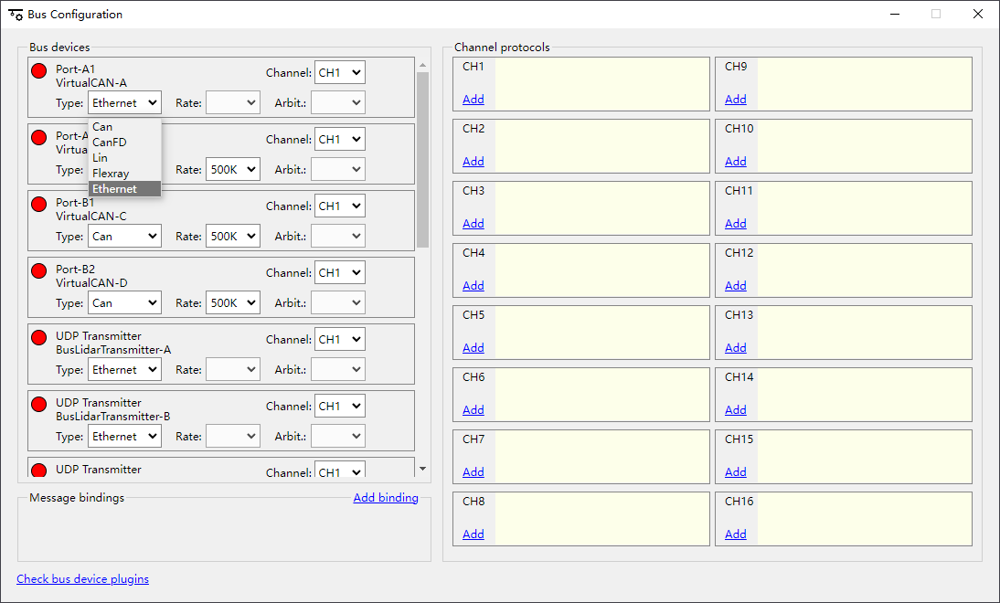 Bus Configuration
Bus devices
Port-A1
VirtualCAN-A
Channel: CH1
Type: Ethernet Rate: Arbit.:
Can
CanFD
Lin
Flexray
Ethernet
Port-A
Virtua
Channel: CH1
Type: Rate: 500K Arbit.:
Port-B1
VirtualCAN-C
Channel: CH1
Type: Can Rate: 500K Arbit.:
Port-B2
VirtualCAN-D
Channel: CH1
Type: Can Rate: 500K Arbit.:
UDP Transmitter
BusLidarTransmitter-A
Channel: CH1
Type: Ethernet Rate: Arbit.:
UDP Transmitter
BusLidarTransmitter-B
Channel: CH1
Type: Ethernet Rate: Arbit.:
UDP Transmitter
Channel: CH1
Message bindings
Add binding
Check bus device plugins
Channel protocols
CH1
Add
CH2
Add
CH3
Add
CH4
Add
CH5
Add
CH6
Add
CH7
Add
CH8
Add
CH9
Add
CH10
Add
CH11
Add
CH12
Add
CH13
Add
CH14
Add
CH15
Add
CH16
Add